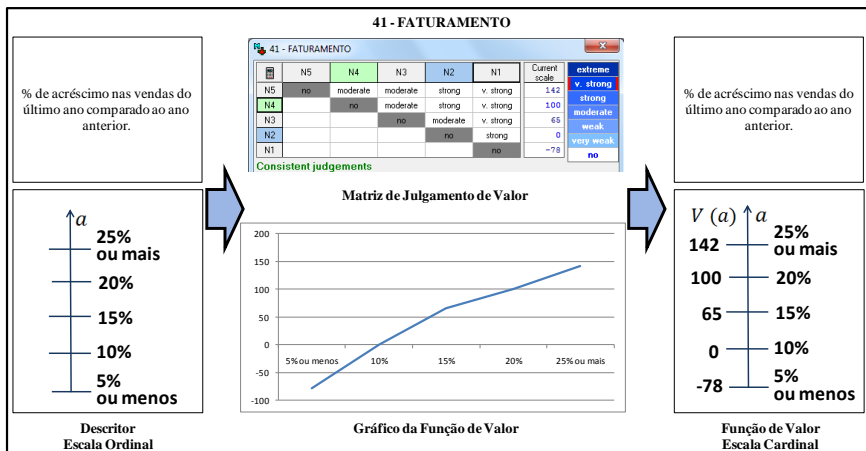 41 - FATURAMENTO
% de acréscimo nas vendas do
último ano comparado ao ano
anterior.
a
25%
ou mais
20%
15%
10%
5%
ou menos
Descritor
Escala Ordinal
41 - FATURAMENTO
N5 N4 N3 N2 N1 Current
scale
N5 no moderate moderate strong v. strong 142
N4 no moderate strong v. strong 100
N3 no moderate v. strong 65
N2 no strong 0
N1 no -78
extreme
v. strong
strong
moderate
weak
very weak
no
Consistent judgements
Matriz de Julgamento de Valor
200
150
100
50
0
-50
-100
5% ou menos 10% 15% 20% 25% ou mais
Gráfico da Função de Valor
% de acréscimo nas vendas do
último ano comparado ao ano
anterior.
V (a) a
142 25%
ou mais
100 20%
65 15%
0 10%
-78 5%
ou menos
Função de Valor
Escala Cardinal